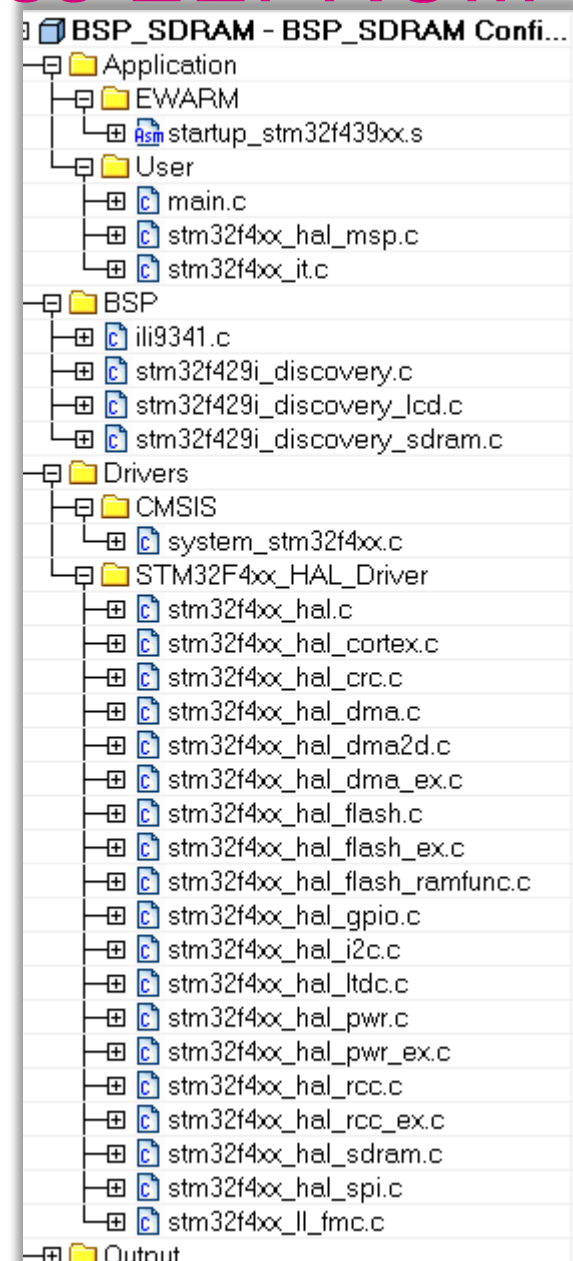 BSP_SDRAM - BSP_SDRAM Confi...
Application
EWARM
Asm startup_stm32f439xx.s
User
c main.c
c stm32f4xx_hal_msp.c
c stm32f4xx_it.c
BSP
c ili9341.c
c stm32f429i_discovery.c
c stm32f429i_discovery_lcd.c
c stm32f429i_discovery_sdram.c
Drivers
CMSIS
c system_stm32f4xx.c
STM32F4xx_HAL_Driver
c stm32f4xx_hal.c
c stm32f4xx_hal_cortex.c
c stm32f4xx_hal_crc.c
c stm32f4xx_hal_dma.c
c stm32f4xx_hal_dma2d.c
c stm32f4xx_hal_dma_ex.c
c stm32f4xx_hal_flash.c
c stm32f4xx_hal_flash_ex.c
c stm32f4xx_hal_flash_ramfunc.c
c stm32f4xx_hal_gpio.c
c stm32f4xx_hal_i2c.c
c stm32f4xx_hal_ltdc.c
c stm32f4xx_hal_pwr.c
c stm32f4xx_hal_pwr_ex.c
c stm32f4xx_hal_rcc.c
c stm32f4xx_hal_rcc_ex.c
c stm32f4xx_hal_sdram.c
c stm32f4xx_hal_spi.c
c stm32f4xx_ll_fmc.c
Output